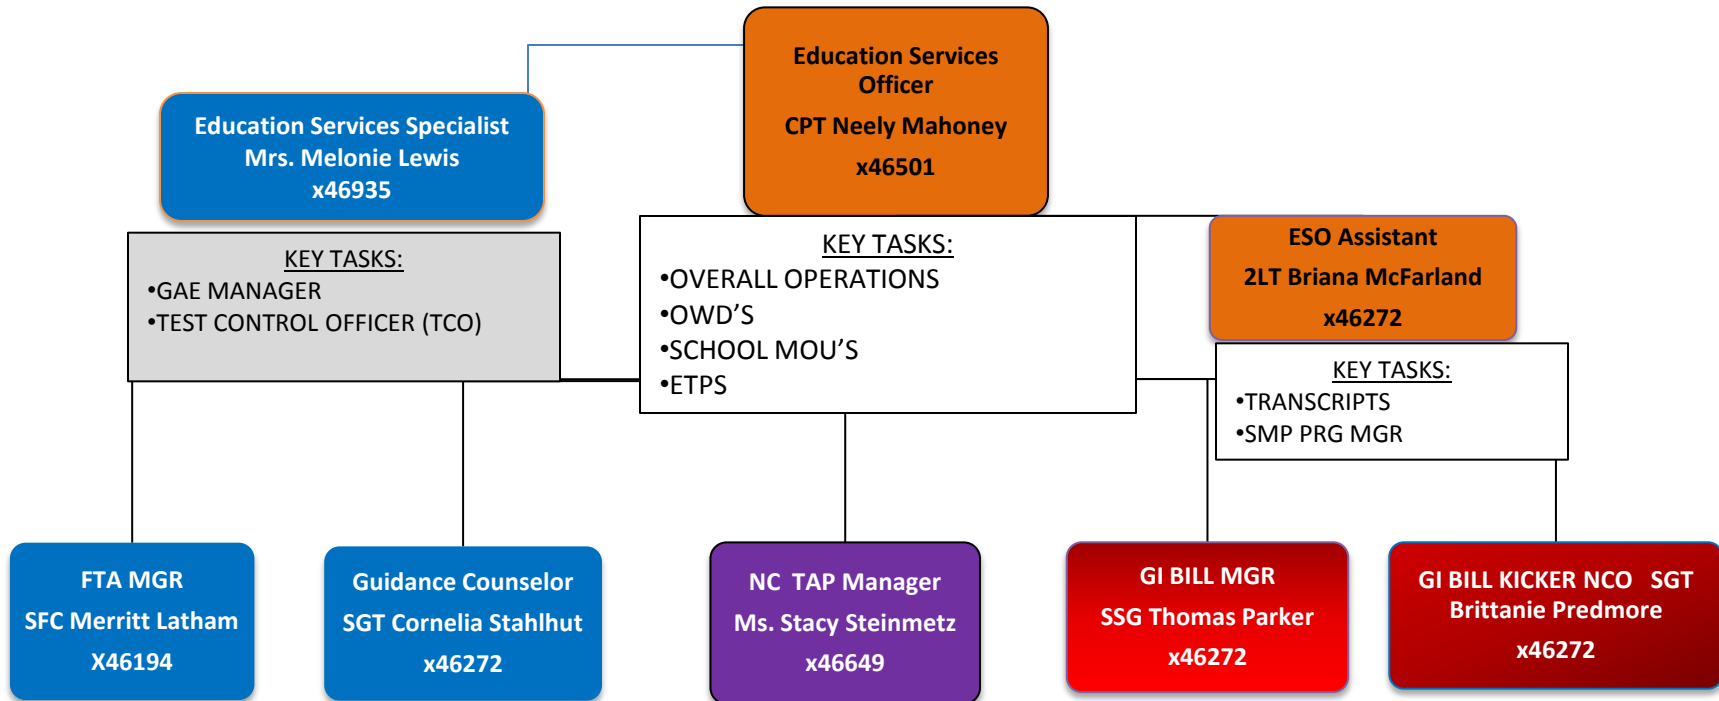 Education Services
Officer
CPT Neely Mahoney
x46501
Education Services Specialist
Mrs. Melonie Lewis
x46935
KEY TASKS:
•GAE MANAGER
•TEST CONTROL OFFICER (TCO)
KEY TASKS:
•OVERALL OPERATIONS
•OWD’S
•SCHOOL MOU’S
•ETPS
ESO Assistant
2LT Briana McFarland
x46272
KEY TASKS:
•TRANSCRIPTS
•SMP PRG MGR
FTA MGR
SFC Merritt Latham
X46194
Guidance Counselor
SGT Cornelia Stahlhut
x46272
NC TAP Manager
Ms. Stacy Steinmetz
x46649
GI BILL MGR
SSG Thomas Parker
x46272
GI BILL KICKER NCO SGT
Brittanie Predmore
x46272